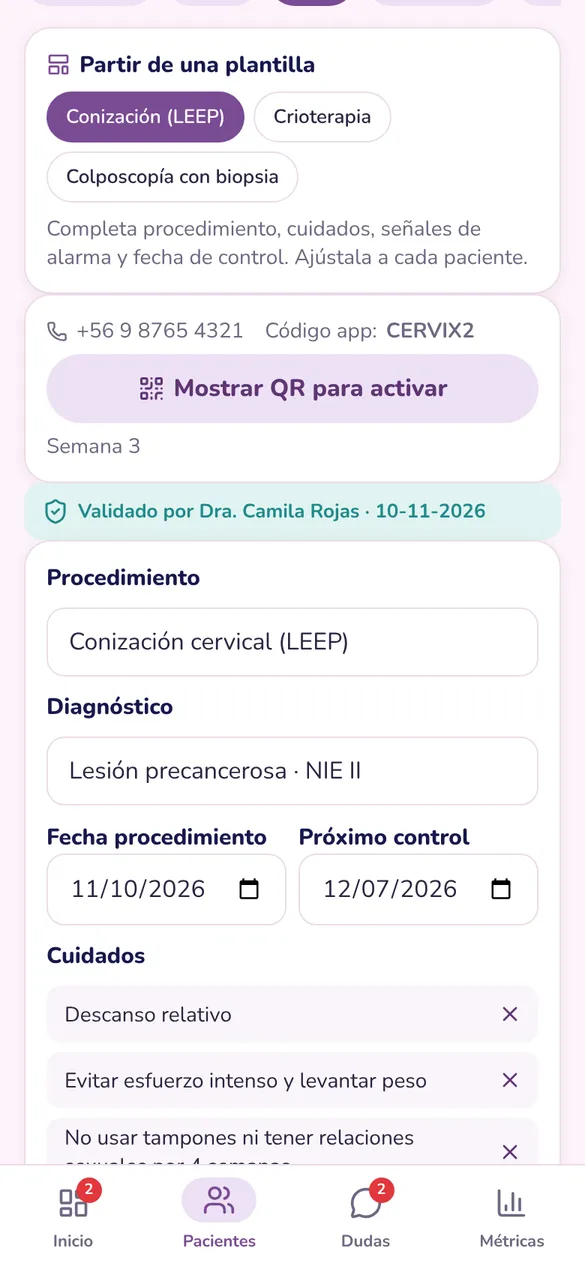 Partir de una plantilla
Conización (LEEP)
Crioterapia
Colposcopía con biopsia
Completa procedimiento, cuidados, señales de
alarma y fecha de control. Ajústala a cada paciente.
+56 9 8765 4321 Código app: CERVIX2
Mostrar QR para activar
Semana 3
Validado por Dra. Camila Rojas · 10-11-2026
Procedimiento
Conización cervical (LEEP)
Diagnóstico
Lesión precancerosa · NIE II
Fecha procedimiento
Próximo control
11/10/2026
12/07/2026
Cuidados
Descanso relativo
Evitar esfuerzo intenso y levantar peso
No usar tampones ni tener relaciones
2
2
Inicio
Pacientes
Dudas
Métricas